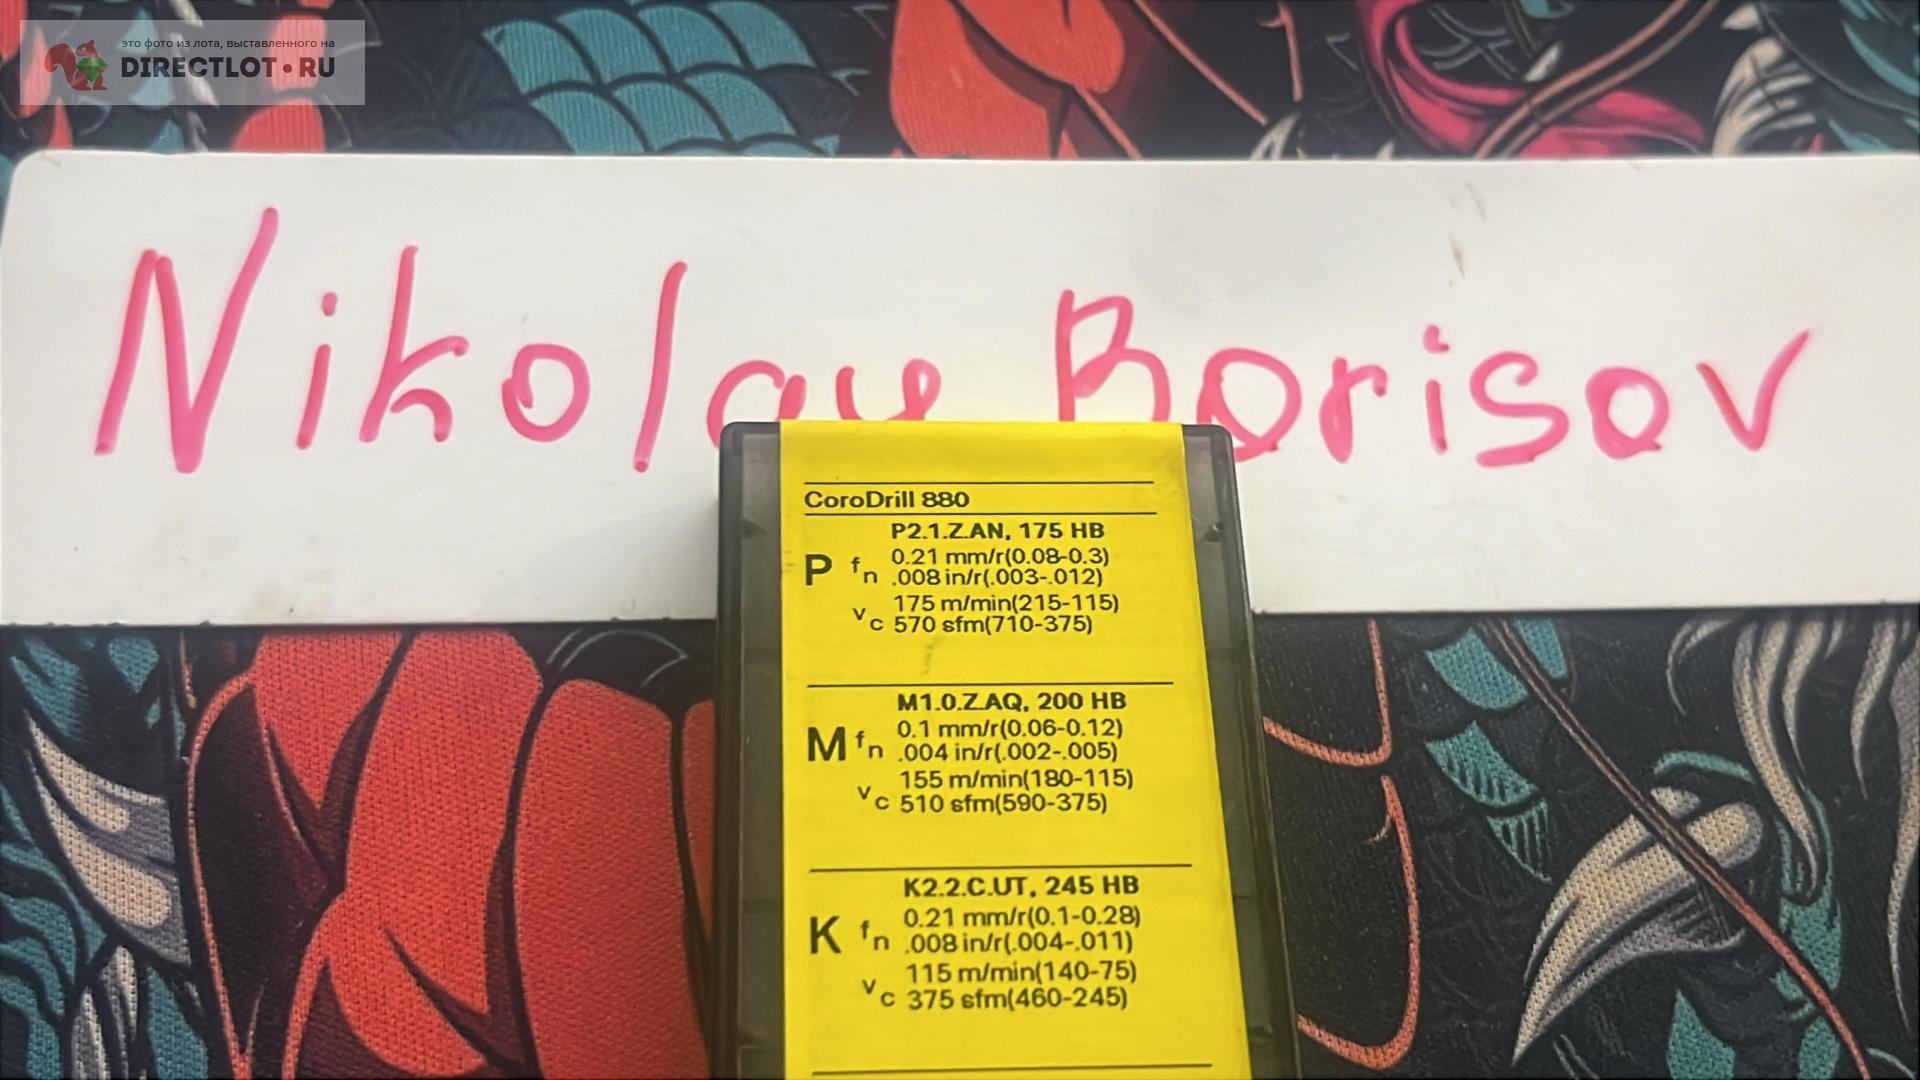 это фото из лота, выставленного на
DIRECTLOT.RU
Nikolay Borisov
CoroDrill 880
P2.1.Z.AN, 175 HB
P fn 0.21 mm/r(0.08-0.3)
.008 in/r(.003-.012)
vc 175 m/min(215-115)
570 sfm(710-375)
M1.0.Z.AQ, 200 HB
M fn 0.1 mm/r(0.06-0.12)
.004 in/r(.002-.005)
vc 155 m/min(180-115)
510 sfm(590-375)
K2.2.C.UT, 245 HB
K fn 0.21 mm/r(0.1-0.28)
.008 in/r(.004-.011)
vc 115 m/min(140-75)
375 sfm(460-245)